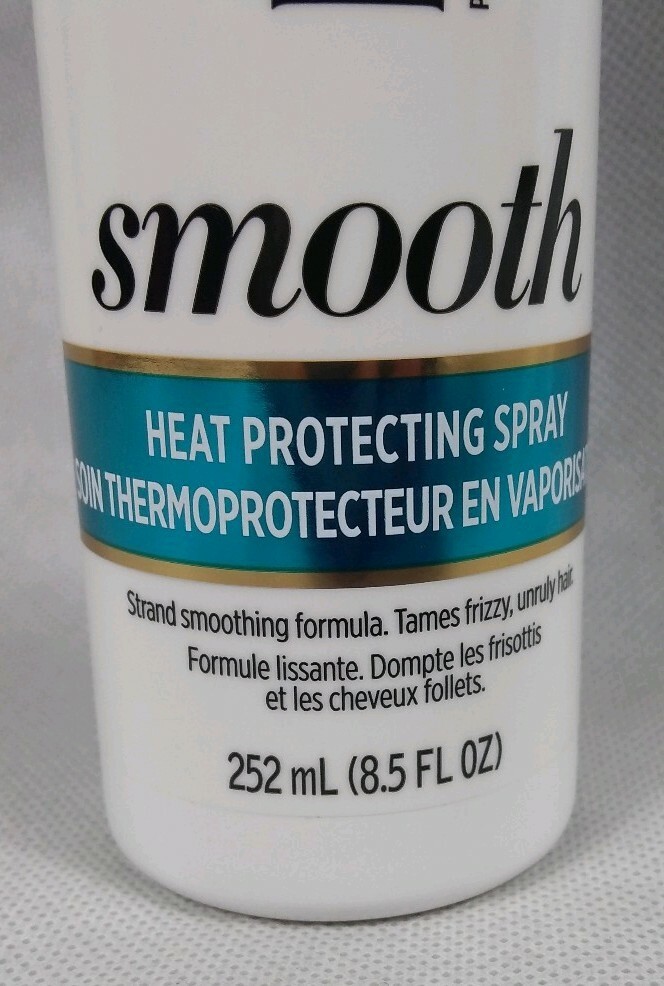 smooth
HEAT PROTECTING SPRAY
SOIN THERMOPROTECTEUR EN
Strand smoothing formula. Tames frizzy, unruly hair.
Formule lissante. Dompte les frisottis
et les cheveux follets.
252 mL (8.5 FL OZ)